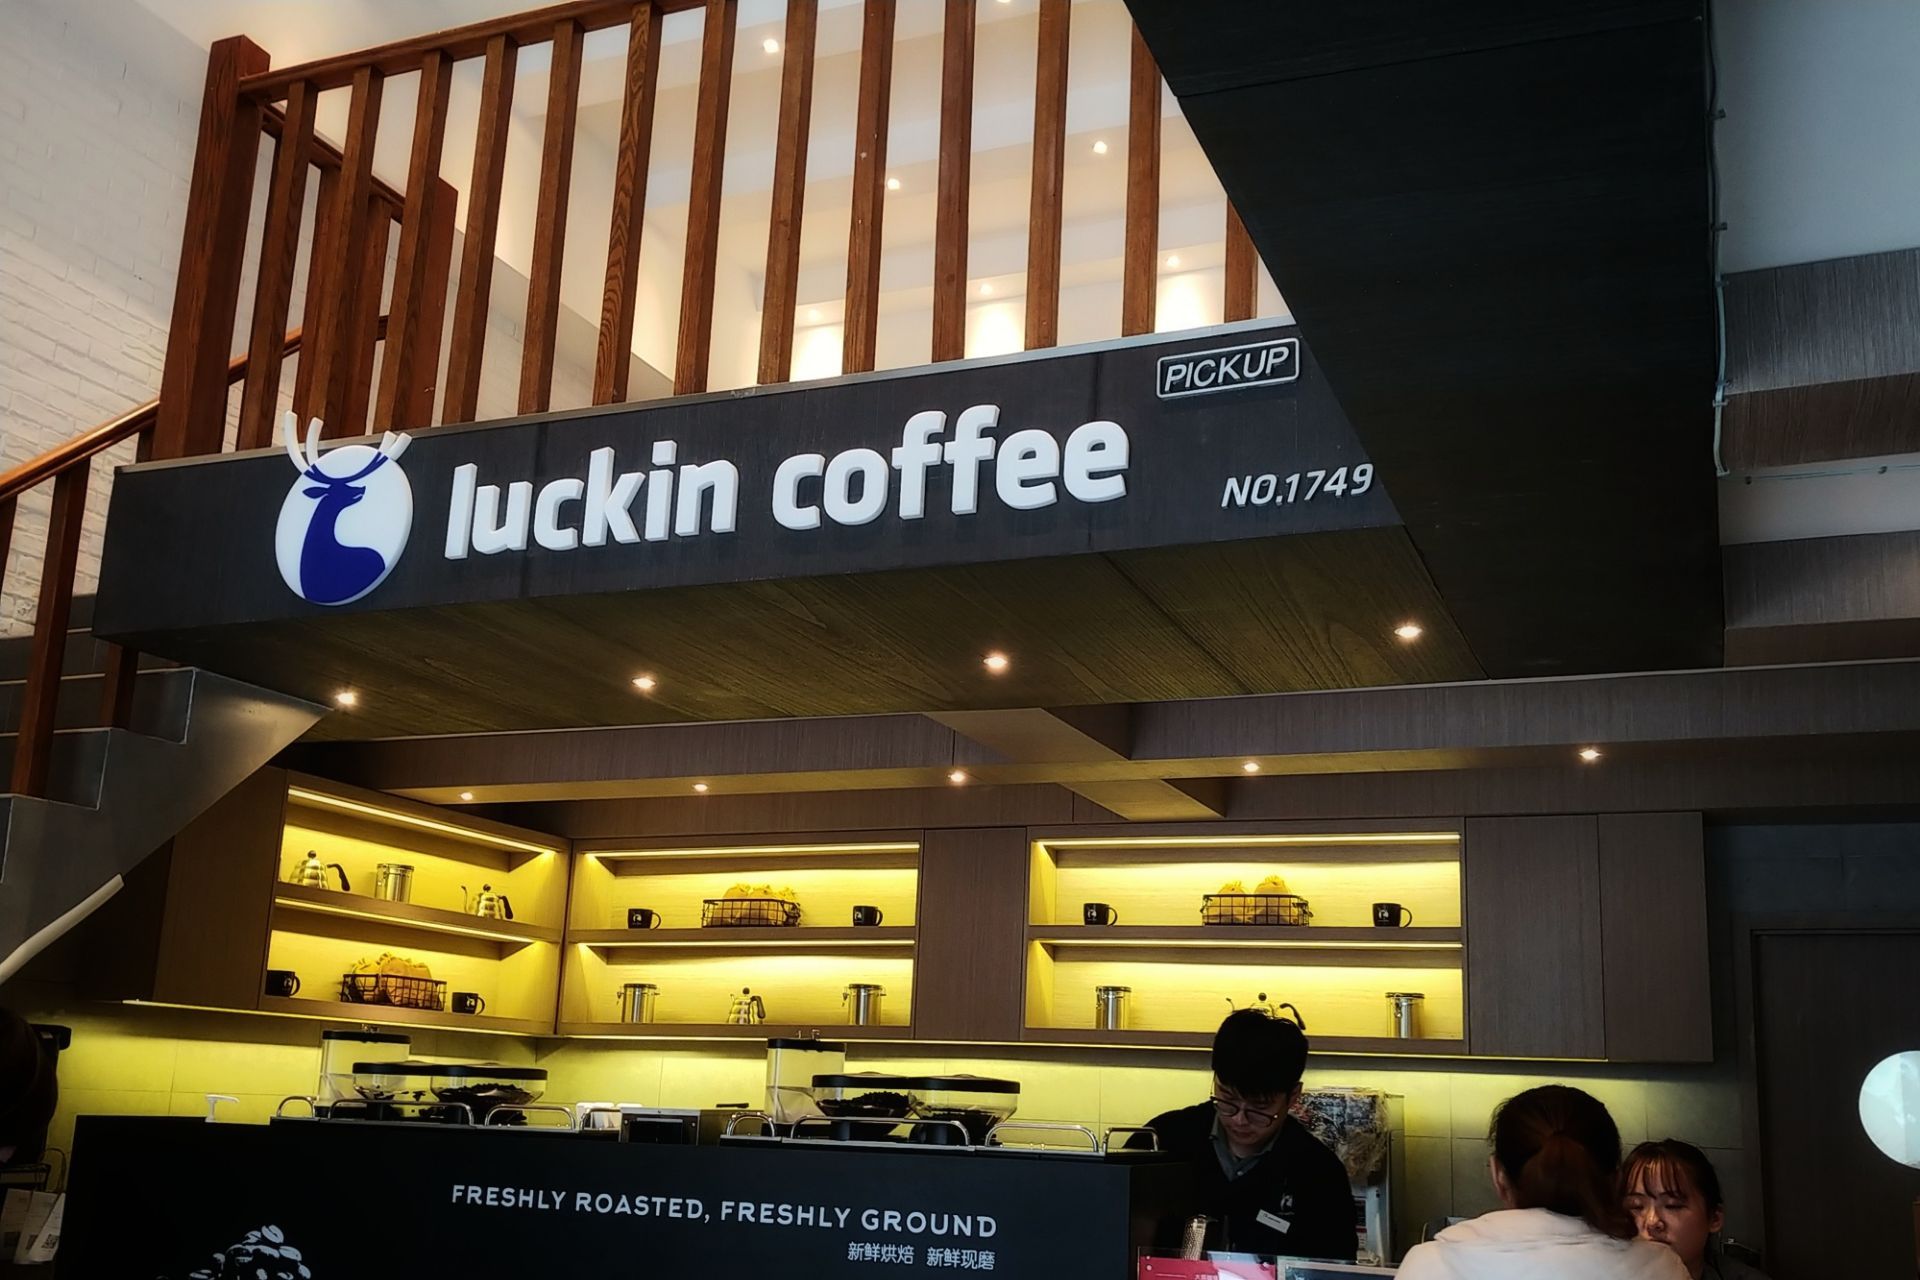 PICKUP
luckin coffee
NO.1749
FRESHLY ROASTED, FRESHLY GROUND
新鲜烘焙 新鲜现磨